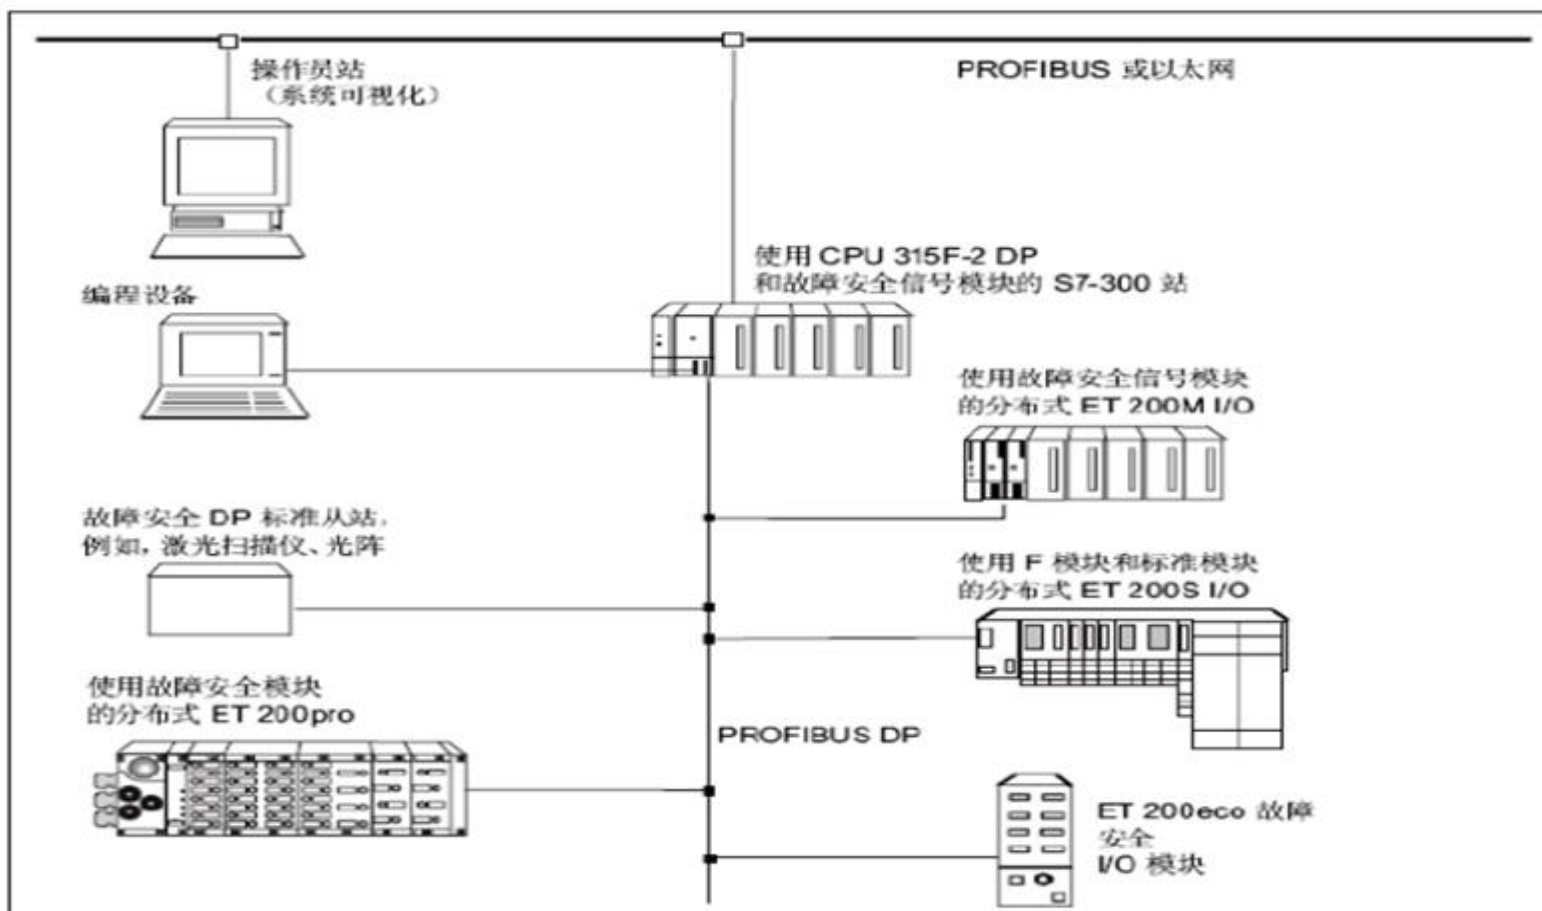 操作员站
（系统可视化）
PROFIBUS 或以太网
使用 CPU 315F-2 DP
和故障安全信号模块的 S7-300 站
编程设备
使用故障安全信号模块
的分布式 ET 200M I/O
故障安全 DP 标准从站，
例如，激光扫描仪、光阵
使用 F 模块和标准模块
的分布式 ET 200S I/O
使用故障安全模块
的分布式 ET 200pro
PROFIBUS DP
ET 200eco 故障
安全
I/O 模块